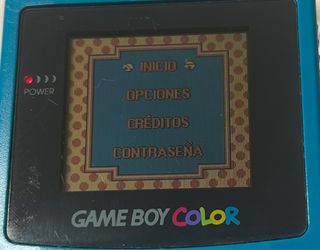 INICIO
POWER
OPCIONES
CRÉDITOS
CONTRASEÑA
GAME BOY COLOR